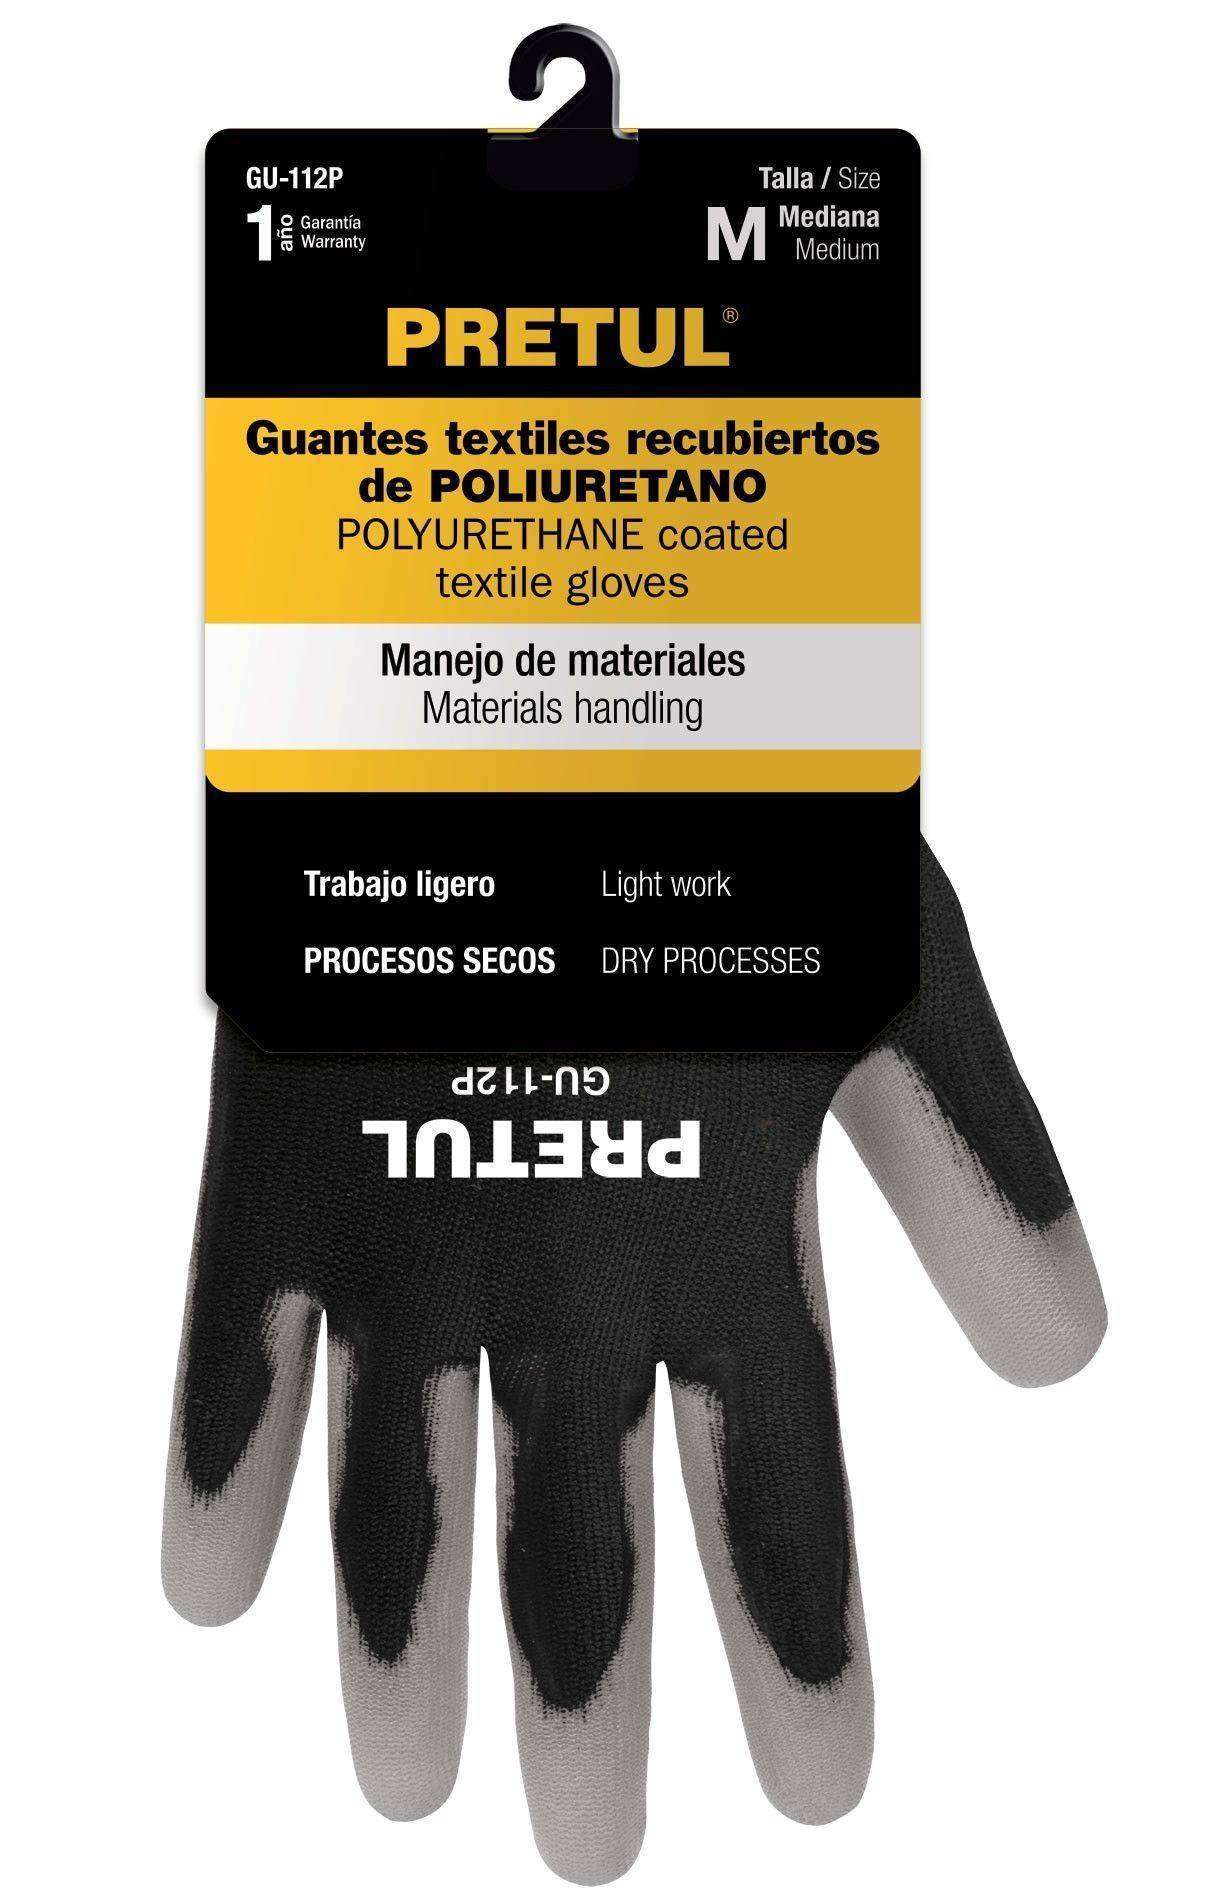 GU-112P
1 año Garantía
Warranty
Talla / Size
M Mediana
Medium
PRETUL®
Guantes textiles recubiertos
de POLIURETANO
POLYURETHANE coated
textile gloves
Manejo de materiales
Materials handling
Trabajo ligero Light work
PROCESOS SECOS DRY PROCESSES
PRETUL
GU-112P